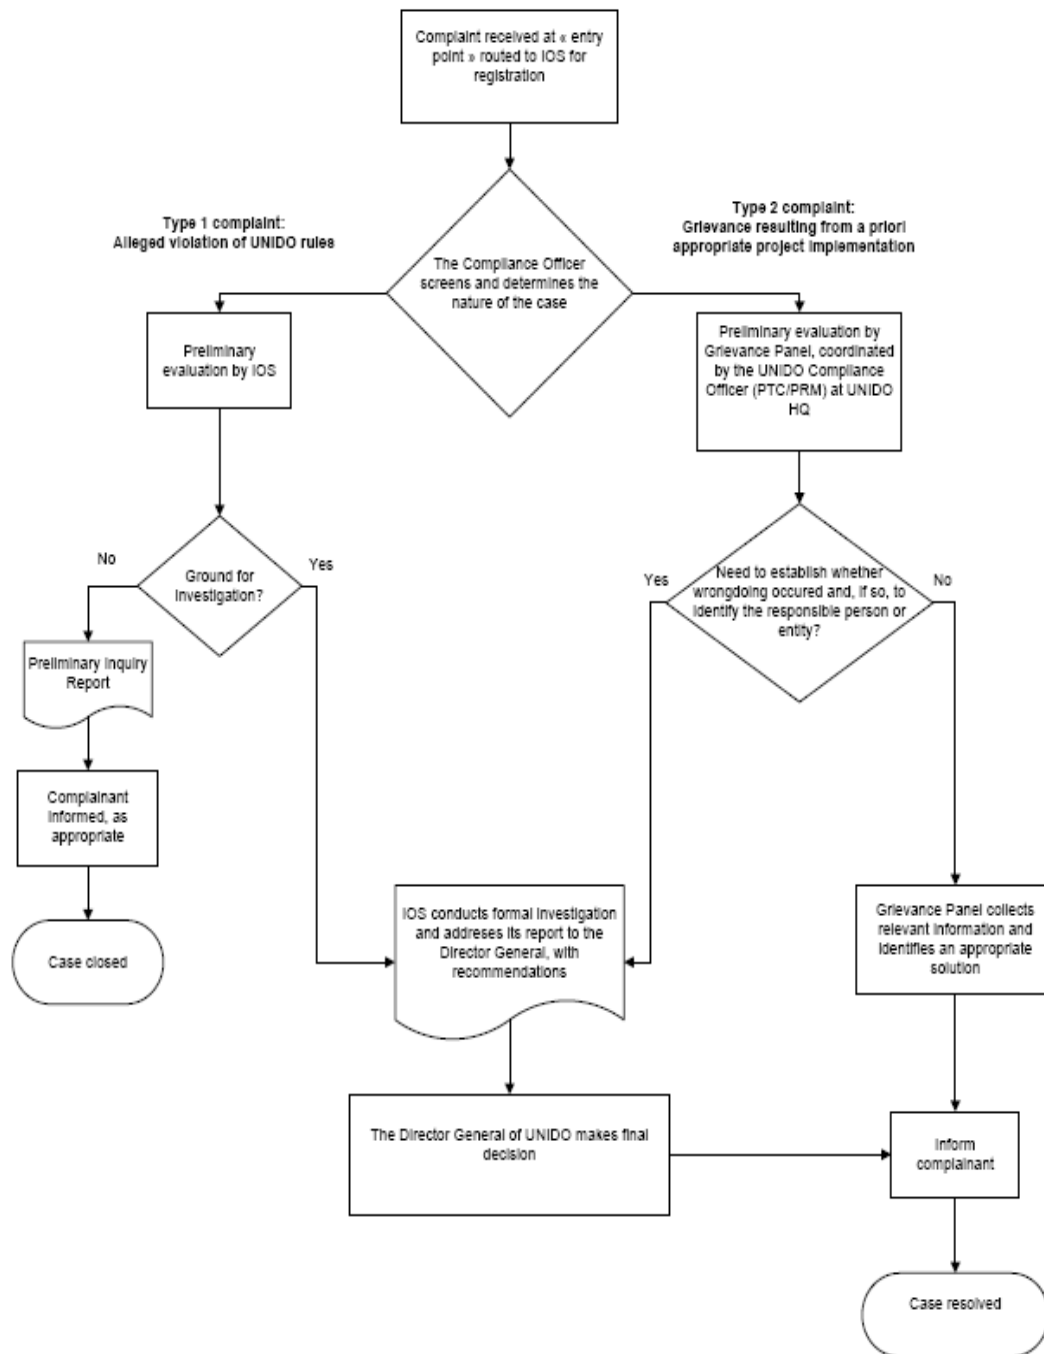 Complaint received at « entry
point » routed to IOS for
registration
Type 1 complaint:
Alleged violation of UNIDO rules
Type 2 complaint:
Grievance resulting from a priori
appropriate project implementation
The Compliance Officer
screens and determines the
nature of the case
Preliminary
evaluation by IOS
Preliminary evaluation by
Grievance Panel, coordinated
by the UNIDO Compliance
Officer (PTC/PRM) at UNIDO
HQ
No
Ground for
Investigation?
Yes
Yes
Need to establish whether
wrongdoing occured and, if so, to
identify the responsible person or
entity?
No
Preliminary Inquiry
Report
Complainant
informed, as
appropriate
Case closed
IOS conducts formal investigation
and addreses its report to the
Director General, with
recommendations
Grievance Panel collects
relevant information and
identifies an appropriate
solution
The Director General of UNIDO makes final
decision
Inform
complainant
Case resolved